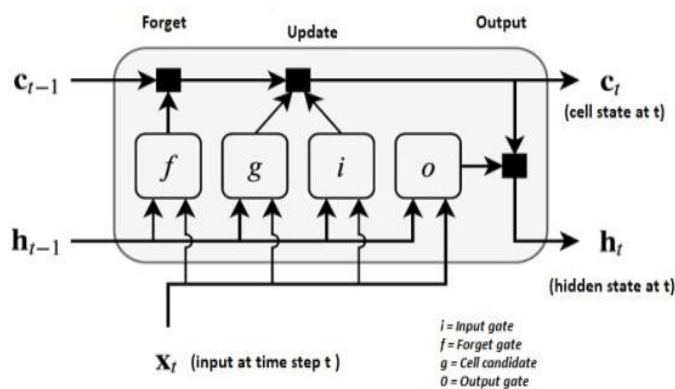 Forget
Update
Output
c_{t−1}
c_t
(cell state at t)
f
g
i
o
h_{t−1}
h_t
(hidden state at t)
x_t (input at time step t )
i = Input gate
f = Forget gate
g = Cell candidate
O = Output gate